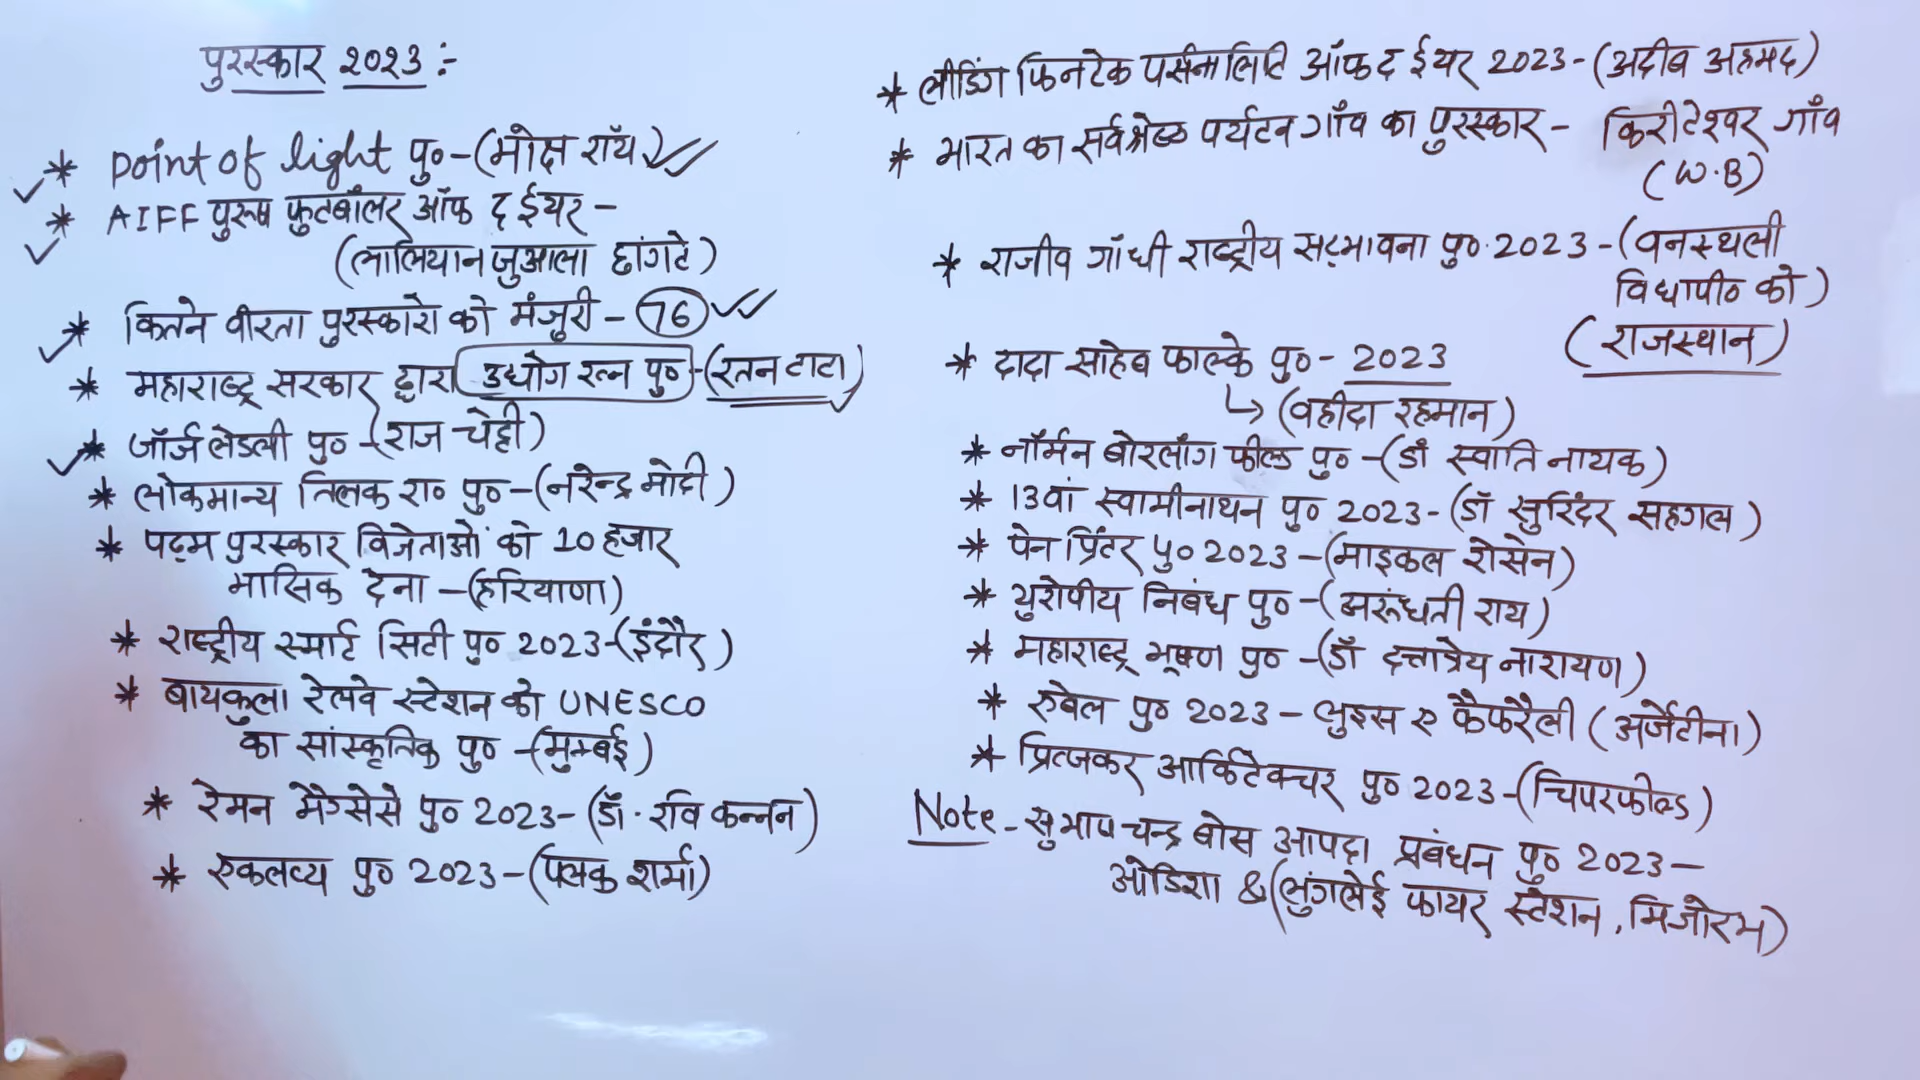 पुरस्कार २०२३ :-
* Point of light पु०-(मोक्ष रॉय)
* AIFF पुरूष फुटबॉलर ऑफ द ईयर -
(लालियानजुआला छांगटे)
* कितने वीरता पुरस्कारो को मंजुरी - 76
* महाराष्ट्र सरकार द्वारा उधोग रत्न पु० -(रतन टाटा)
* जॉर्ज लेडली पु० -(राज चेट्टी)
* लोकमान्य तिलक रा० पु० -(नरेन्द्र मोदी)
* पद्म पुरस्कार विजेताओं को 10 हजार
मासिक देना -(हरियाणा)
* राष्ट्रीय स्मार्ट सिटी पु० 2023-(इंदौर)
* बायकुला रेलवे स्टेशन को UNESCO
का सांस्कृतिक पु० -(मुम्बई)
* रेमन मैग्सेसे पु० 2023-(डॉ. रवि कन्नन)
* एकलव्य पु० 2023-(पलक शर्मा)
* लीडिंग फिनटेक पर्सनालिटि ऑफ द ईयर 2023-(अदीब अहमद)
* भारत का सर्वश्रेष्ठ पर्यटन गाँव का पुरस्कार - किरीटेश्वर गाँव
(W.B)
* राजीव गाँधी राष्ट्रीय सद्भावना पु०. 2023-(वनस्थली
विधापीठ को)
(राजस्थान)
* दादा साहेब फाल्के पु० - 2023
↳ (वहीदा रहमान)
* नॉर्मन बोरलॉग फील्ड पु० -(डॉ स्वाति नायक)
* 13वां स्वामीनाथन पु० 2023-(डॉ सुरिंदर सहगल)
* पेन प्रिंटर पु० 2023-(माइकल रोसेन)
* युरोपीय निबंध पु० -(अरूंधती राय)
* महाराष्ट्र भूषण पु० -(डॉ दत्तात्रेय नारायण)
* एबेल पु० 2023- लुइस ए कैफरैली (अर्जेंटीना)
* प्रित्जकर आर्किटेक्चर पु० 2023-(चिपरफील्ड)
Note - सुभाष चन्द्र बोस आपदा प्रबंधन पु० 2023-
ओडिशा & (लुंगलेई फायर स्टेशन, मिजोरम)